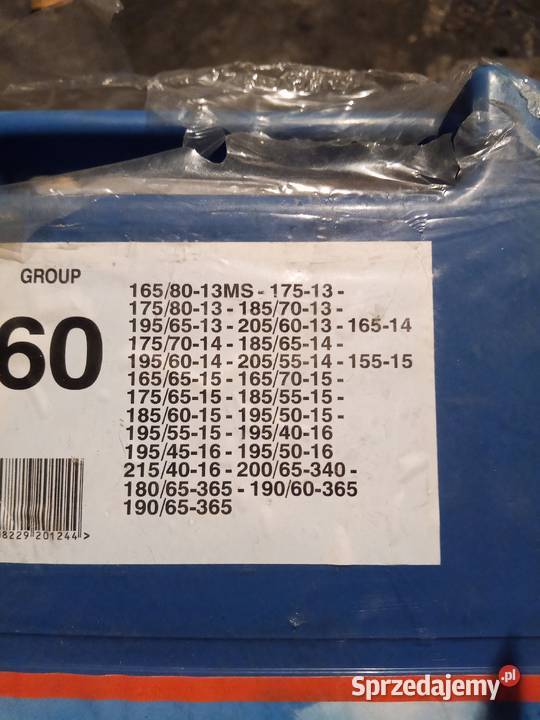 GROUP
60
165/80-13MS - 175-13 -
175/80-13 - 185/70-13 -
195/65-13 - 205/60-13 - 165-14
175/70-14 - 185/65-14 -
195/60-14 - 205/55-14 - 155-15
165/65-15 - 165/70-15 -
175/65-15 - 185/55-15 -
185/60-15 - 195/50-15 -
195/55-15 - 195/40-16
195/45-16 - 195/50-16
215/40-16 - 200/65-340 -
180/65-365 - 190/60-365
190/65-365
8229 201244 >
Sprzedajemy.pl